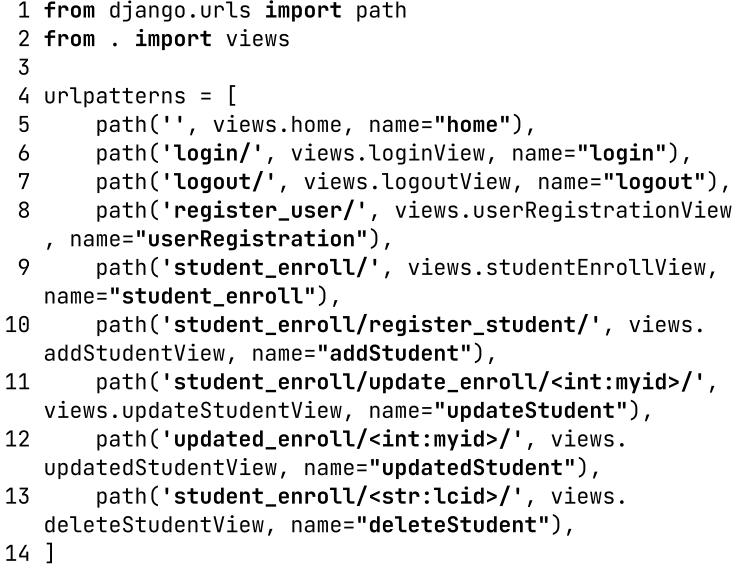 1 from django.urls import path
2 from . import views
3
4 urlpatterns = [
5     path('', views.home, name="home"),
6     path('login/', views.loginView, name="login"),
7     path('logout/', views.logoutView, name="logout"),
8     path('register_user/', views.userRegistrationView
, name="userRegistration"),
9     path('student_enroll/', views.studentEnrollView,
name="student_enroll"),
10     path('student_enroll/register_student/', views.
addStudentView, name="addStudent"),
11     path('student_enroll/update_enroll/<int:myid>/',
views.updateStudentView, name="updateStudent"),
12     path('updated_enroll/<int:myid>/', views.
updatedStudentView, name="updatedStudent"),
13     path('student_enroll/<str:lcid>/', views.
deleteStudentView, name="deleteStudent"),
14 ]